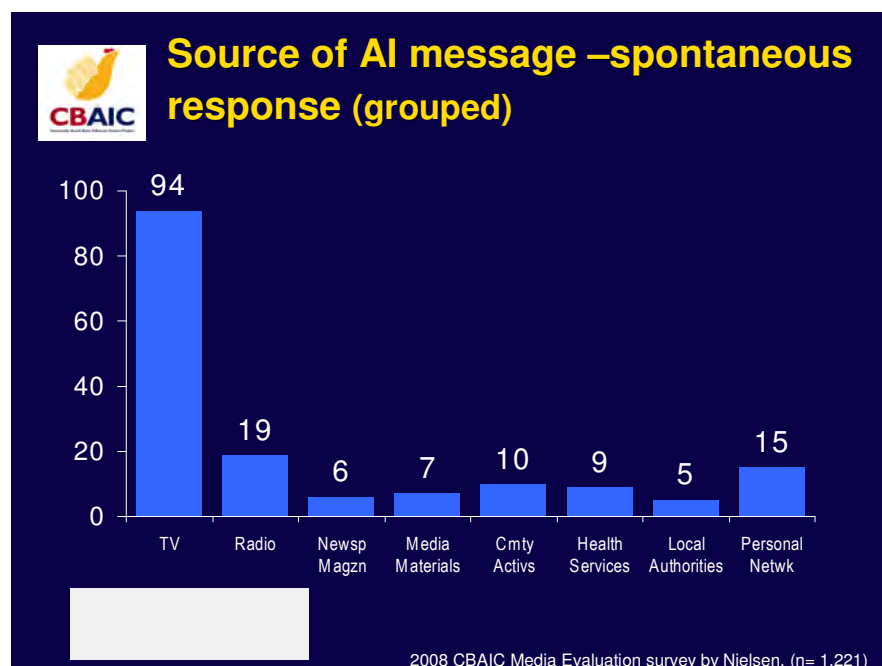 Source of AI message –spontaneous
response (grouped)
CBAIC
100
80
60
40
20
0
94
19
6
7
10
9
5
15
TV
Radio
Newsp
Magzn
Media
Materials
Cmty
Activs
Health
Services
Local
Authorities
Personal
Netwk
2008 CBAIC Media Evaluation survey by Nielsen. (n= 1.221)